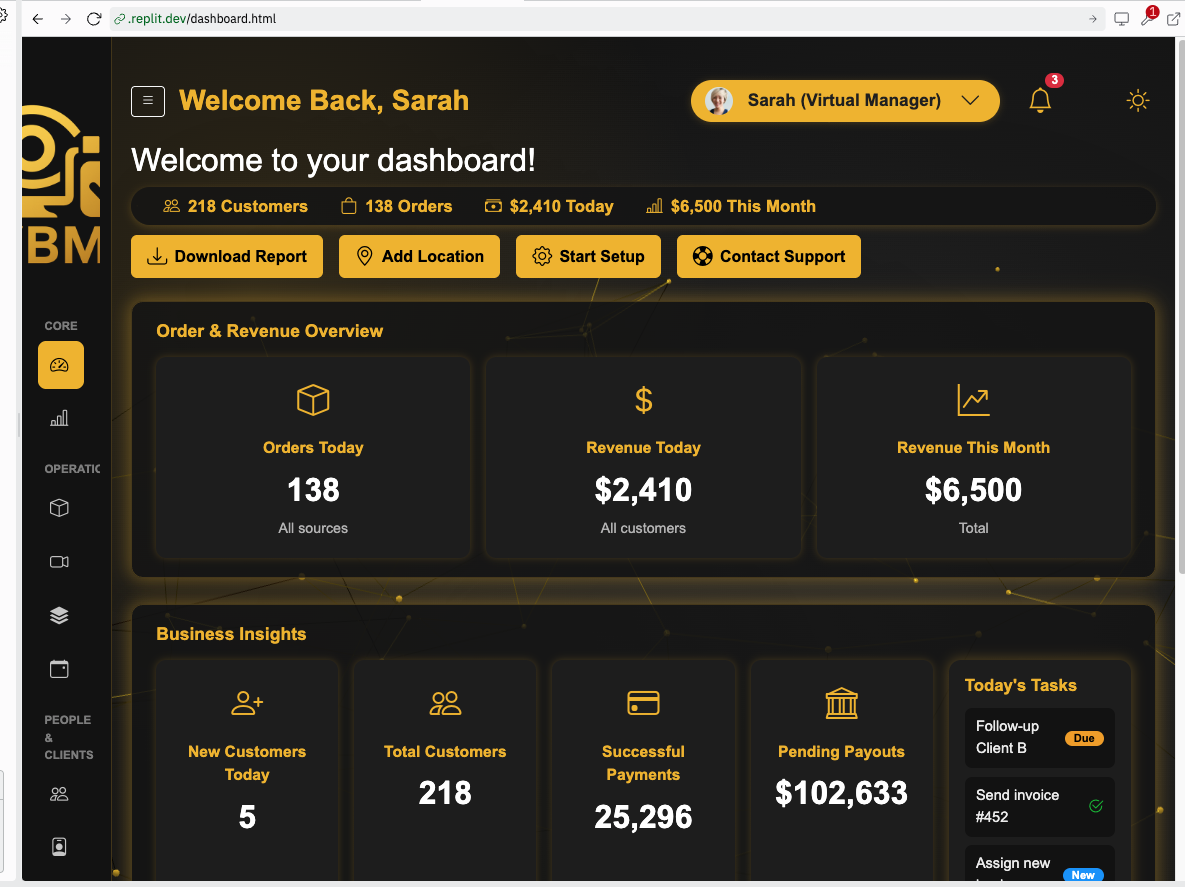 .replit.dev/dashboard.html
1
Welcome Back, Sarah
Sarah (Virtual Manager)
3
Welcome to your dashboard!
218 Customers 138 Orders $2,410 Today $6,500 This Month
Download Report Add Location Start Setup Contact Support
BM
CORE
OPERATIC
PEOPLE
&
CLIENTS
Order & Revenue Overview
Orders Today
138
All sources
Revenue Today
$2,410
All customers
Revenue This Month
$6,500
Total
Business Insights
New Customers
Today
5
Total Customers
218
Successful
Payments
25,296
Pending Payouts
$102,633
Today's Tasks
Follow-up
Client B
Due
Send invoice
#452
Assign new
New